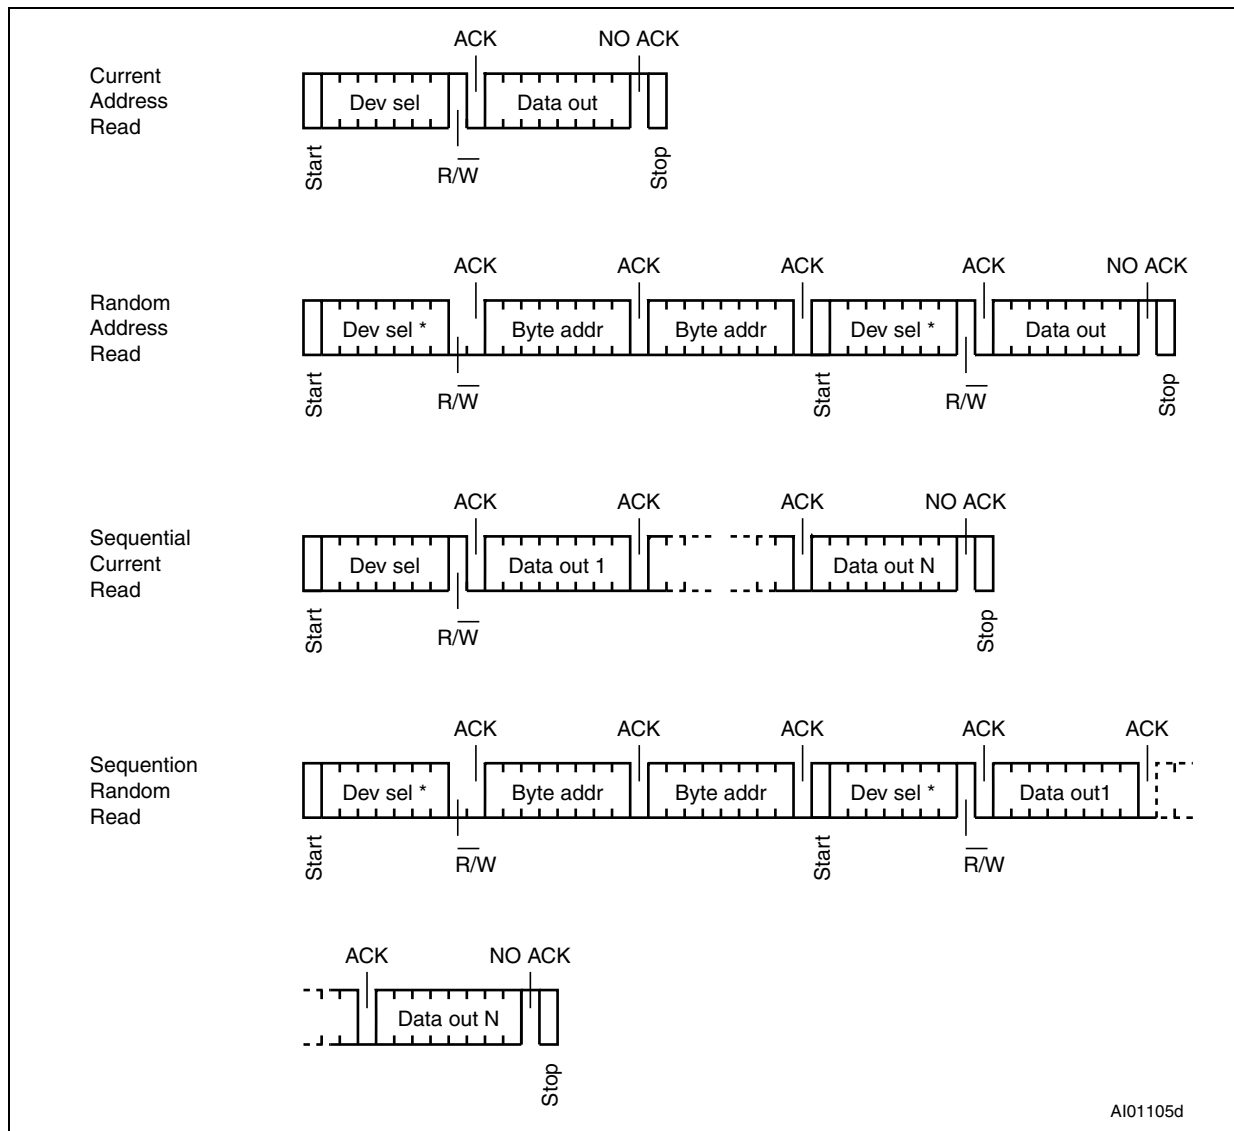 ACK NO ACK
Current
Address
Read
Dev sel Data out
Start R/W̅ Stop
ACK ACK ACK ACK NO ACK
Random
Address
Read
Dev sel * Byte addr Byte addr Dev sel * Data out
Start R/W̅ Start R/W̅ Stop
ACK ACK ACK NO ACK
Sequential
Current
Read
Dev sel Data out 1 Data out N
Start R/W̅ Stop
ACK ACK ACK ACK ACK
Sequention
Random
Read
Dev sel * Byte addr Byte addr Dev sel * Data out1
Start R̅/W Start R̅/W
ACK NO ACK
Data out N
Stop
AI01105d